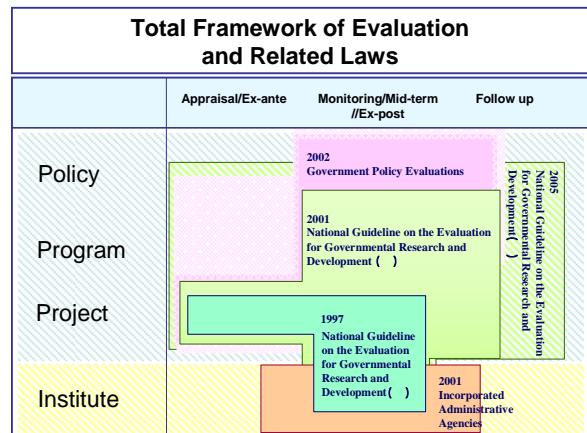 Total Framework of Evaluation
and Related Laws
Appraisal/Ex-ante
Monitoring/Mid-term
//Ex-post
Follow up
Policy
Program
Project
Institute
2002
Government Policy Evaluations
2001
National Guideline on the Evaluation
for Governmental Research and
Development ( )
1997
National Guideline
on the Evaluation
for Governmental
Research and
Development( )
2001
Incorporated
Administrative
Agencies
2005
National Guideline on the Evaluation
for Governmental Research and
Development( )